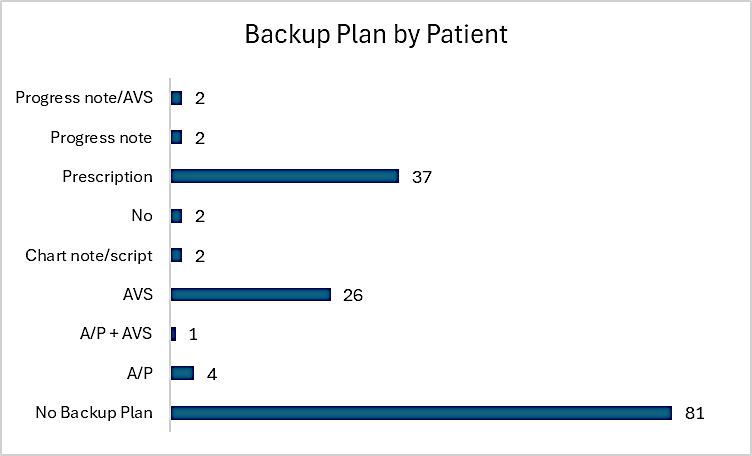 Backup Plan by Patient
Progress note/AVS 2
Progress note 2
Prescription 37
No 2
Chart note/script 2
AVS 26
A/P + AVS 1
A/P 4
No Backup Plan 81